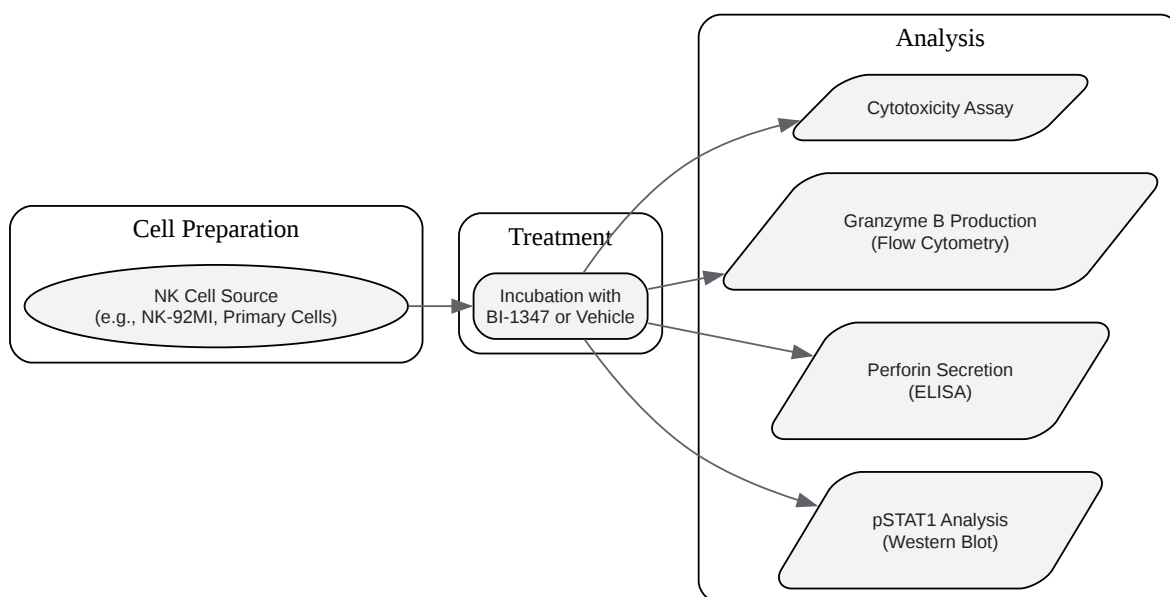 Cell Preparation
NK Cell Source
(e.g., NK-92MI, Primary Cells)
Treatment
Incubation with
BI-1347 or Vehicle
Analysis
Cytotoxicity Assay
Granzyme B Production
(Flow Cytometry)
Perforin Secretion
(ELISA)
pSTAT1 Analysis
(Western Blot)